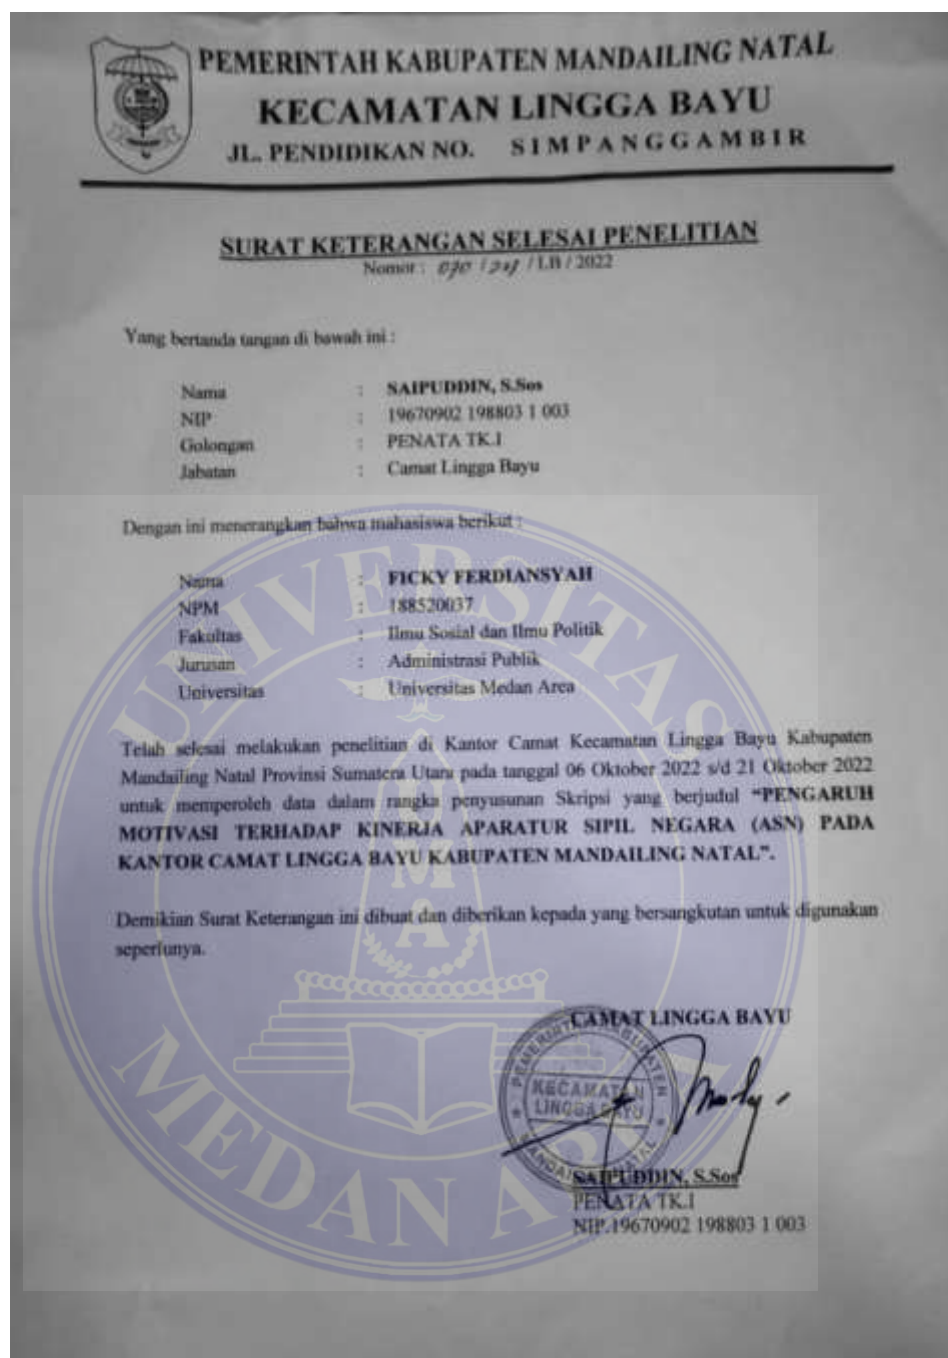 PEMERINTAH KABUPATEN MANDAILING NATAL
KECAMATAN LINGGA BAYU
JL. PENDIDIKAN NO. SIMPANGGAMBIR
SURAT KETERANGAN SELESAI PENELITIAN
Nomor : 070 / / LB / 2022
Yang bertanda tangan di bawah ini :
Nama : SAIPUDDIN, S.Sos
NIP : 19670902 198803 1 003
Golongan : PENATA TK.I
Jabatan : Camat Lingga Bayu
Dengan ini menerangkan bahwa mahasiswa berikut :
Nama : FICKY FERDIANSYAH
NPM : 188520037
Fakultas : Ilmu Sosial dan Ilmu Politik
Jurusan : Administrasi Publik
Universitas : Universitas Medan Area
Telah selesai melakukan penelitian di Kantor Camat Kecamatan Lingga Bayu Kabupaten
Mandailing Natal Provinsi Sumatera Utara pada tanggal 06 Oktober 2022 s/d 21 Oktober 2022
untuk memperoleh data dalam rangka penyusunan Skripsi yang berjudul “PENGARUH
MOTIVASI TERHADAP KINERJA APARATUR SIPIL NEGARA (ASN) PADA
KANTOR CAMAT LINGGA BAYU KABUPATEN MANDAILING NATAL”.
Demikian Surat Keterangan ini dibuat dan diberikan kepada yang bersangkutan untuk digunakan
seperlunya.
CAMAT LINGGA BAYU
PEMERINTAH KABUPATEN
KECAMATAN
LINGGA BAYU
MANDAILING NATAL
SAIPUDDIN, S.Sos
PENATA TK.I
NIP.19670902 198803 1 003
UNIVERSITAS
MEDAN AREA
UMA